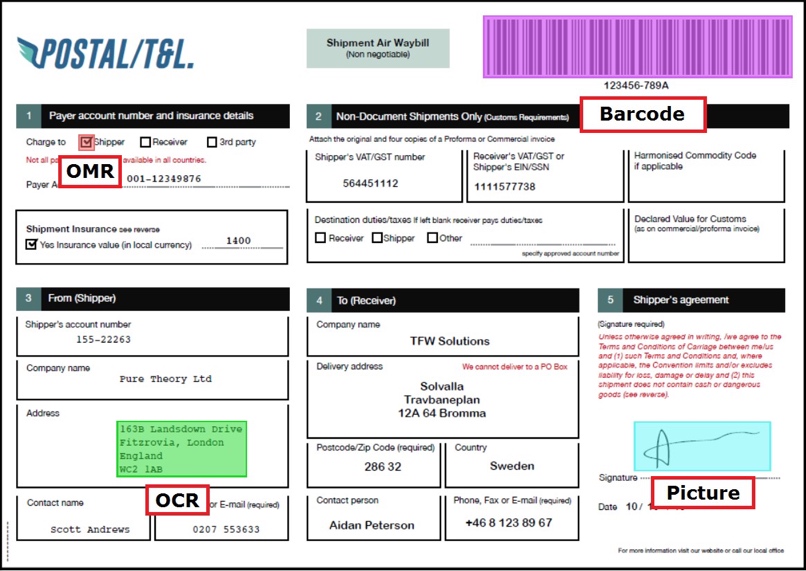 POSTAL/T&L.
Shipment Air Waybill
(Non negotiable)
123456-789A
1 Payer account number and insurance details
Charge to Shipper Receiver 3rd party
Not all pa available in all countries.
OMR
Payer A 001-12349876
Shipment Insurance see reverse
Yes Insurance value (in local currency) 1400
2 Non-Document Shipments Only (Customs Requirements)
Barcode
Attach the original and four copies of a Proforma or Commercial invoice
Shipper's VAT/GST number
564451112
Receiver's VAT/GST or
Shipper's EIN/SSN
1111577738
Harmonised Commodity Code
if applicable
Destination duties/taxes If left blank receiver pays duties/taxes
Receiver Shipper Other
specify approved account number
Declared Value for Customs
(as on commercial/proforma invoice)
3 From (Shipper)
Shipper's account number
155-22263
Company name
Pure Theory Ltd
Address
163B Landsdown Drive
Fitzrovia, London
England
WC2 1AB
OCR
Contact name
Scott Andrews
or E-mail (required)
0207 553633
4 To (Receiver)
Company name
TFW Solutions
Delivery address We cannot deliver to a PO Box
Solvalla
Travbaneplan
12A 64 Bromma
Postcode/Zip Code (required)
286 32
Country
Sweden
Contact person
Aidan Peterson
Phone, Fax or E-mail (required)
+46 8 123 89 67
5 Shipper's agreement
(Signature required)
Unless otherwise agreed in writing, /we agree to the
Terms and Conditions of Carriage between me/us
and (1) such Terms and Conditions and, where
applicable, the Convention limits and/or excludes
liability for loss, damage or delay and (2) this
shipment does not contain cash or dangerous
goods (see reverse).
Signature
Picture
Date 10/
For more information visit our website or call our local office